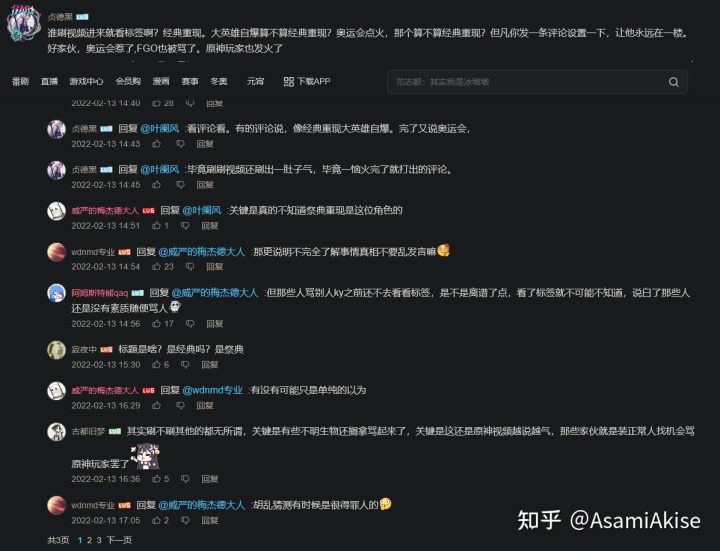 贞德黑 LV3
谁刷视频进来就看标签啊？经典重现。大英雄自爆算不算经典重现？奥运会点火，那个算不算经典重现？但凡你发一条评论设置一下，让他永远在一楼。
好家伙，奥运会惹了,FGO也被骂了。原神玩家也发火了
番剧 直播 游戏中心 会员购 漫画 赛事 冬奥 元宵 下载APP 范志毅：其实我是冰墩墩
2022-02-13 14:40 28 回复
贞德黑 LV3 回复 @叶阑风 :看评论看。有的评论说，像经典重现大英雄自爆。完了又说奥运会，
2022-02-13 14:43 回复
贞德黑 LV3 回复 @叶阑风 :毕竟刷刷视频还刷出一肚子气，毕竟一恼火完了就打出的评论。
2022-02-13 14:45 回复
威严的梅杰德大人 LV6 回复 @叶阑风 :关键是真的不知道祭典重现是这位角色的
2022-02-13 14:51 1 回复
wdnmd专业 LV5 回复 @威严的梅杰德大人 :那更说明不完全了解事情真相不要乱发言嘛
2022-02-13 14:54 23 回复
阿姆斯特候qaq LV3 回复 @威严的梅杰德大人 :但那些人骂别人ky之前还不去看看标签，是不是离谱了点，看了标签就不可能不知道，说白了那些人
还是没有素质随便骂人
2022-02-13 14:56 17 回复
寂夜中 LV5 标题是啥？是经典吗？是祭典
2022-02-13 15:30 6 回复
威严的梅杰德大人 LV6 回复 @wdnmd专业 :有没有可能只是单纯的以为
2022-02-13 16:29 回复
古都旧梦 其实刷不刷其他的都无所谓，关键是有些不明生物还搁拿骂起来了，关键是这还是原神视频越说越气，那些家伙就是装正常人找机会骂
原神玩家罢了
2022-02-13 16:36 5 回复
wdnmd专业 LV5 回复 @威严的梅杰德大人 :胡乱猜测有时候是很得罪人的
2022-02-13 17:05 2 回复
共3页 1 2 3 下一页
知乎 @AsamiAkise